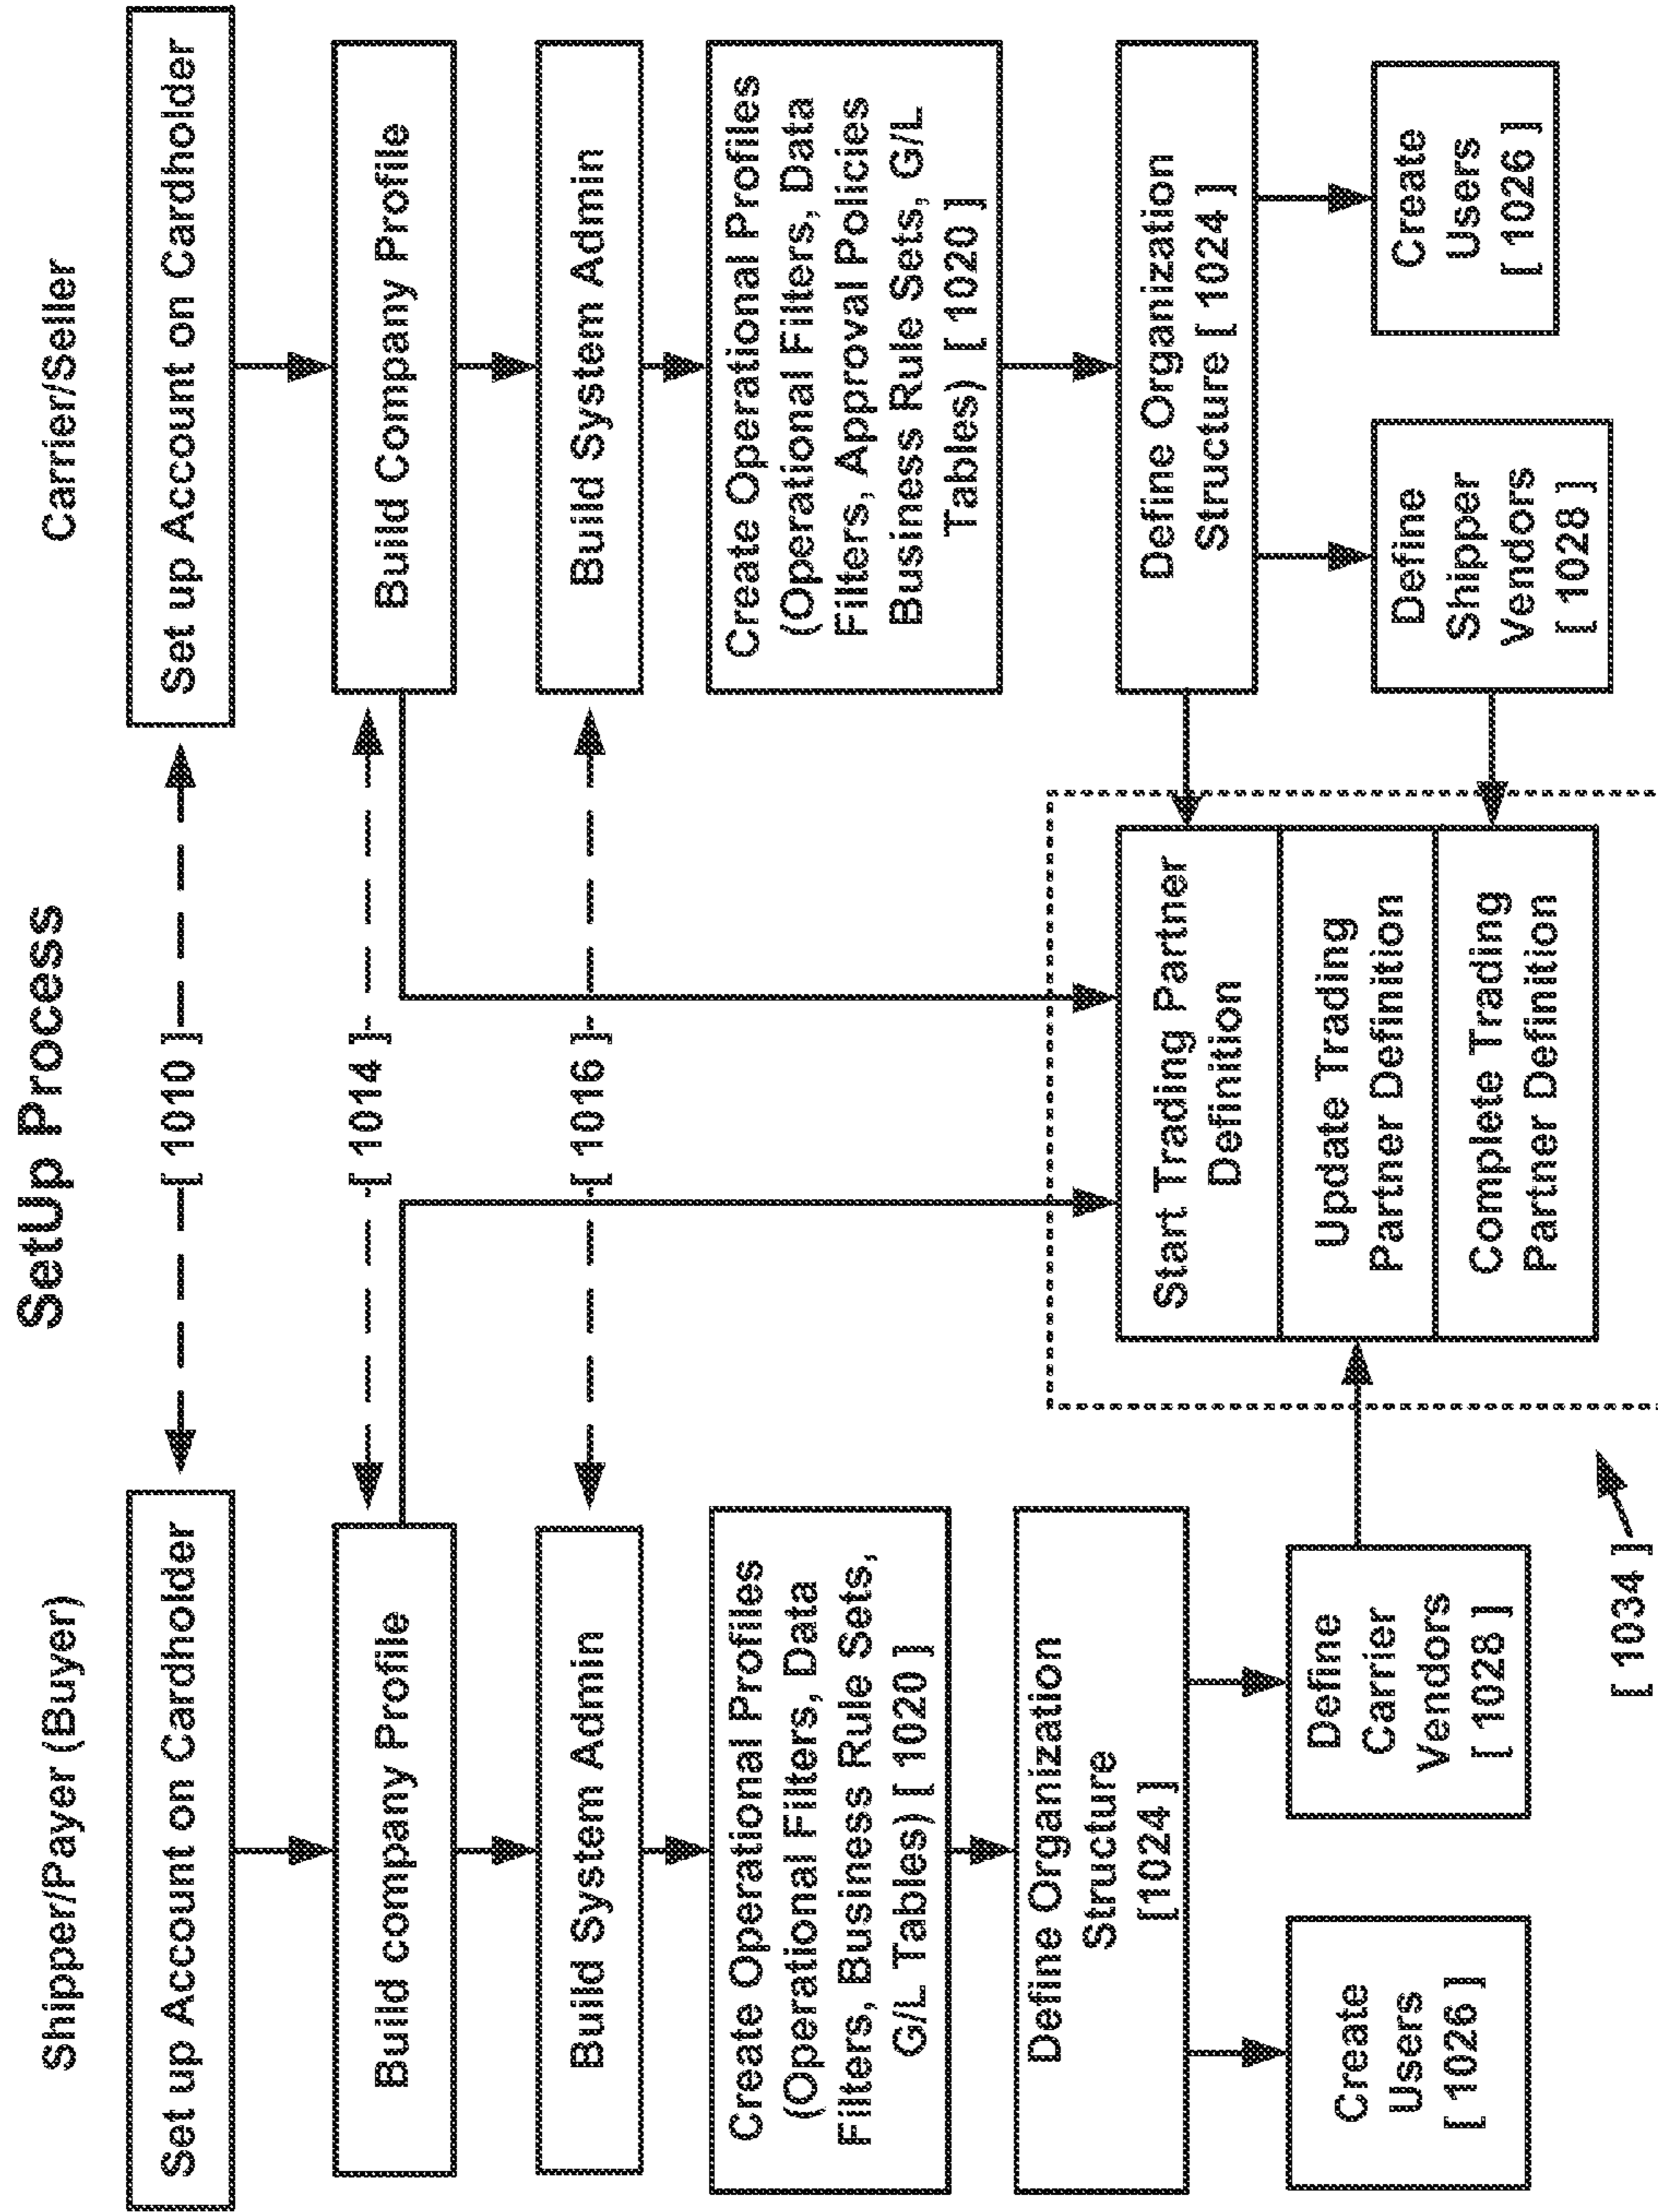 SetUp Process
Shipper/Payer (Buyer)
Carrier/Seller
Set up Account on Cardholder
[ 1010 ]
Set up Account on Cardholder
Build company Profile
[ 1014 ]
Build Company Profile
Build System Admin
[ 1016 ]
Build System Admin
Create Operational Profiles
(Operational Filters, Data
Filters, Business Rule Sets,
G/L Tables) [ 1020 ]
Create Operational Profiles
(Operational Filters, Data
Filters, Approval Policies
Business Rule Sets, G/L
Tables) [ 1020 ]
Define Organization
Structure
[1024 ]
Start Trading Partner
Definition
Update Trading
Partner Definition
Complete Trading
Partner Definition
Define Organization
Structure [ 1024 ]
Create
Users
[ 1026 ]
Define
Carrier
Vendors
[ 1028 ]
Define
Shipper
Vendors
[ 1028 ]
Create
Users
[ 1026 ]
[ 1034 ]